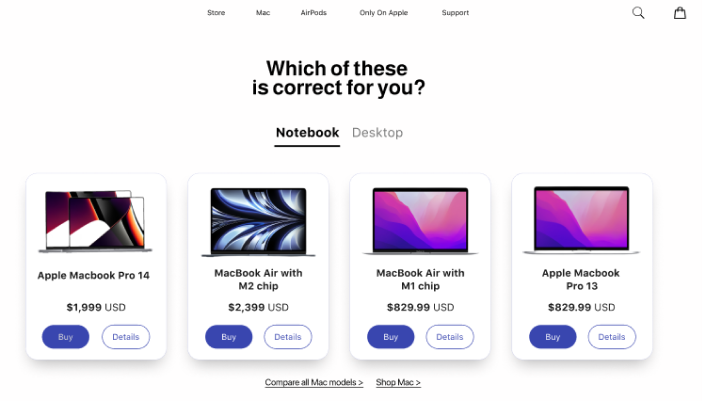 Store Mac AirPods Only On Apple Support
Which of these
is correct for you?
Notebook Desktop
Apple Macbook Pro 14
$1,999 USD
Buy Details
MacBook Air with
M2 chip
$2,399 USD
Buy Details
MacBook Air with
M1 chip
$829.99 USD
Buy Details
Apple Macbook
Pro 13
$829.99 USD
Buy Details
Compare all Mac models > Shop Mac >